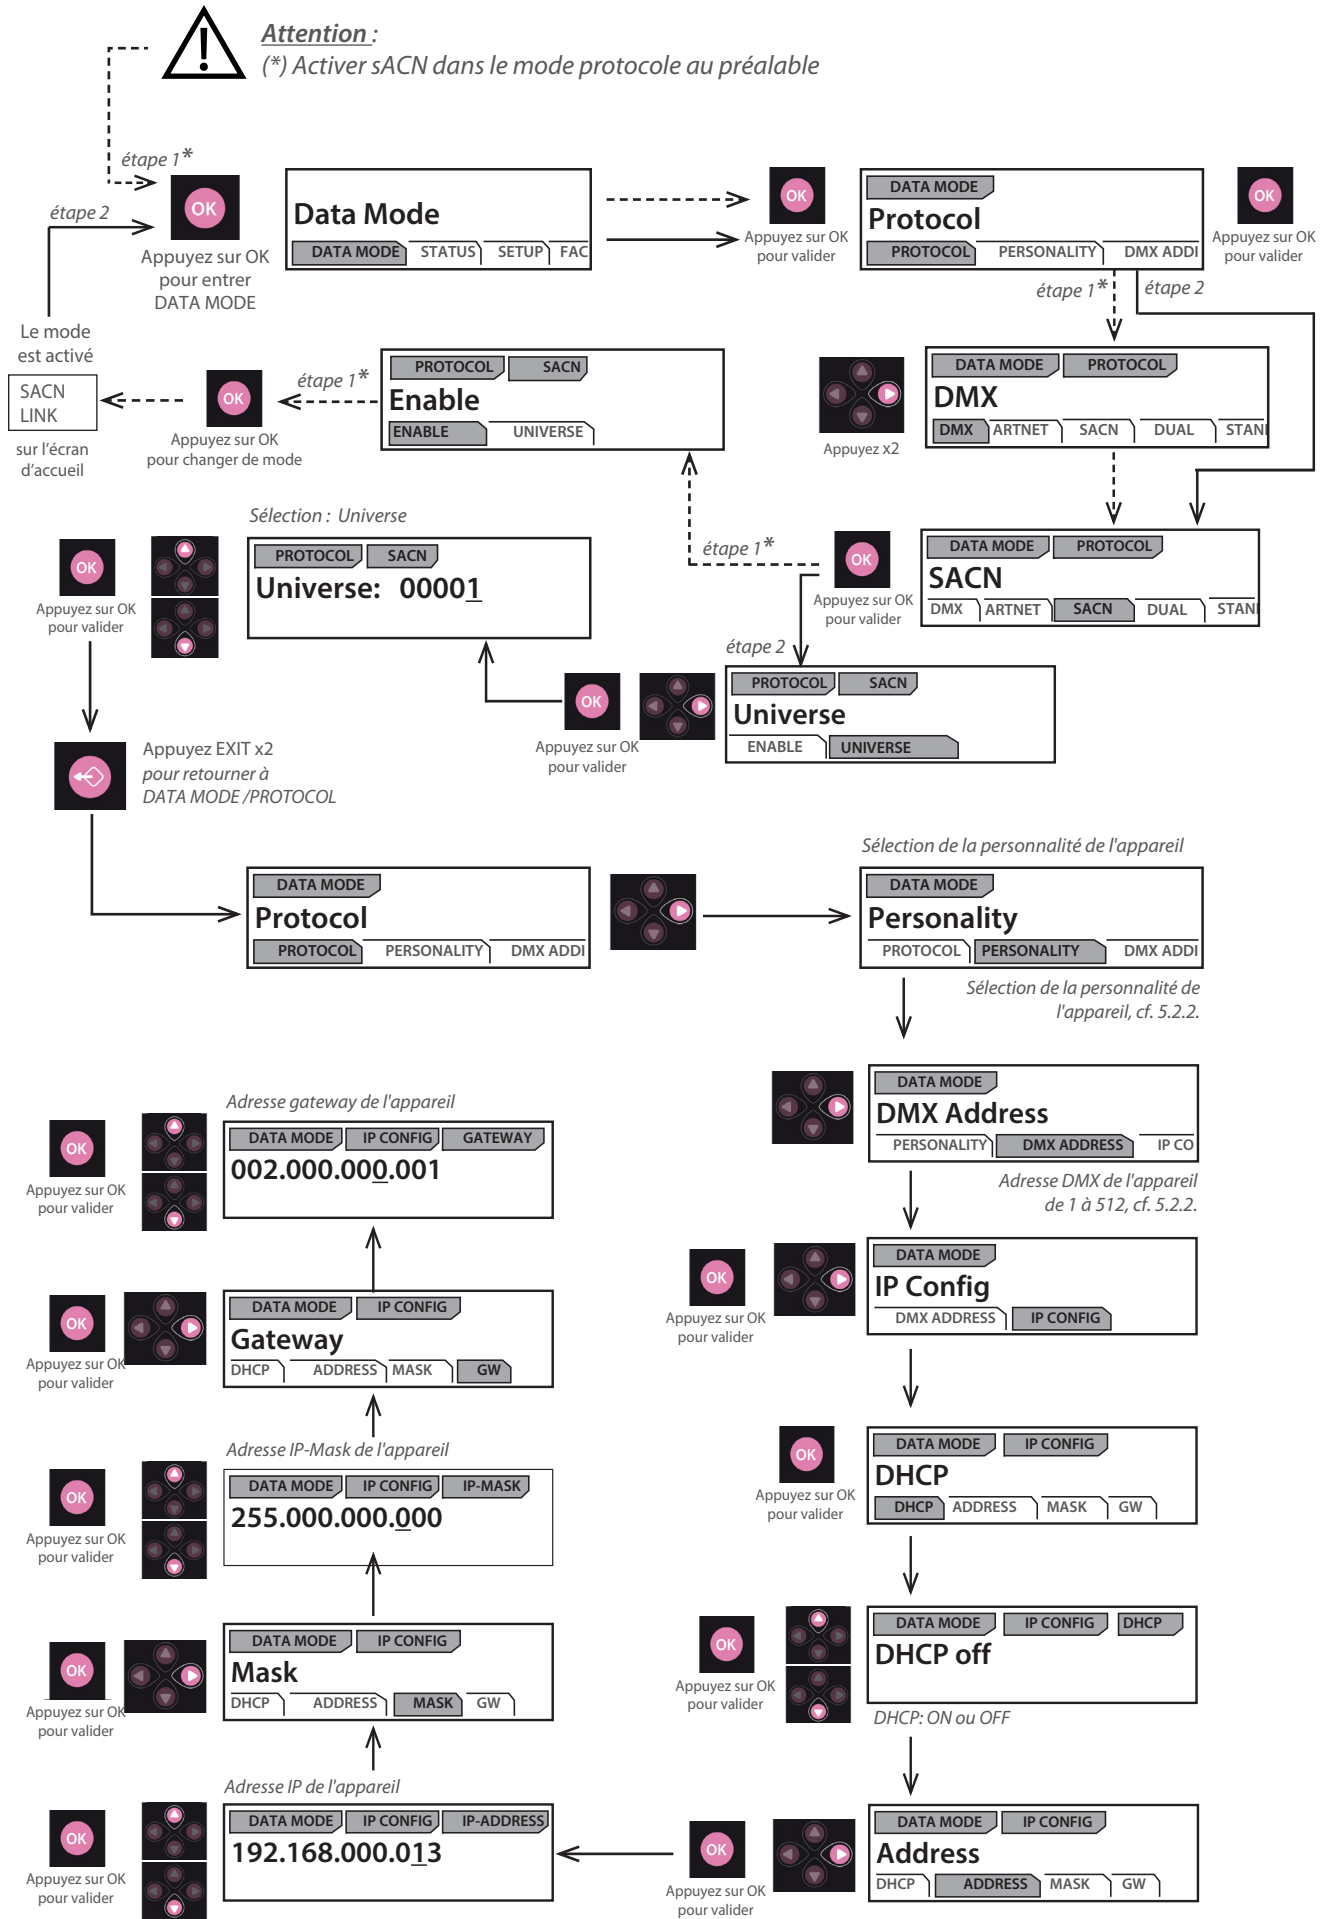 Attention :
(*) Activer sACN dans le mode protocole au préalable
étape 1*
étape 2
OK
Appuyez sur OK
pour entrer
DATA MODE
Data Mode
DATA MODE STATUS SETUP FAC
OK
Appuyez sur OK
pour valider
DATA MODE
Protocol
PROTOCOL PERSONALITY DMX ADDI
OK
Appuyez sur OK
pour valider
étape 1*
étape 2
Le mode
est activé
SACN
LINK
sur l'écran
d'accueil
OK
Appuyez sur OK
pour changer de mode
étape 1*
PROTOCOL SACN
Enable
ENABLE UNIVERSE
Appuyez x2
DATA MODE PROTOCOL
DMX
DMX ARTNET SACN DUAL STANI
Sélection : Universe
OK
Appuyez sur OK
pour valider
PROTOCOL SACN
Universe: 00001
étape 1*
OK
Appuyez sur OK
pour valider
DATA MODE PROTOCOL
SACN
DMX ARTNET SACN DUAL STANI
étape 2
OK
Appuyez sur OK
pour valider
PROTOCOL SACN
Universe
ENABLE UNIVERSE
Appuyez EXIT x2
pour retourner à
DATA MODE /PROTOCOL
DATA MODE
Protocol
PROTOCOL PERSONALITY DMX ADDI
Sélection de la personnalité de l'appareil
DATA MODE
Personality
PROTOCOL PERSONALITY DMX ADDI
Sélection de la personnalité de
l'appareil, cf. 5.2.2.
DATA MODE
DMX Address
PERSONALITY DMX ADDRESS IP CO
Adresse DMX de l'appareil
de 1 à 512, cf. 5.2.2.
OK
Appuyez sur OK
pour valider
DATA MODE
IP Config
DMX ADDRESS IP CONFIG
OK
Appuyez sur OK
pour valider
DATA MODE IP CONFIG
DHCP
DHCP ADDRESS MASK GW
OK
Appuyez sur OK
pour valider
DATA MODE IP CONFIG DHCP
DHCP off
DHCP: ON ou OFF
OK
Appuyez sur OK
pour valider
DATA MODE IP CONFIG
Address
DHCP ADDRESS MASK GW
Adresse IP de l'appareil
OK
Appuyez sur OK
pour valider
DATA MODE IP CONFIG IP-ADDRESS
192.168.000.013
OK
Appuyez sur OK
pour valider
DATA MODE IP CONFIG
Mask
DHCP ADDRESS MASK GW
Adresse IP-Mask de l'appareil
OK
Appuyez sur OK
pour valider
DATA MODE IP CONFIG IP-MASK
255.000.000.000
OK
Appuyez sur OK
pour valider
DATA MODE IP CONFIG
Gateway
DHCP ADDRESS MASK GW
Adresse gateway de l'appareil
OK
Appuyez sur OK
pour valider
DATA MODE IP CONFIG GATEWAY
002.000.000.001